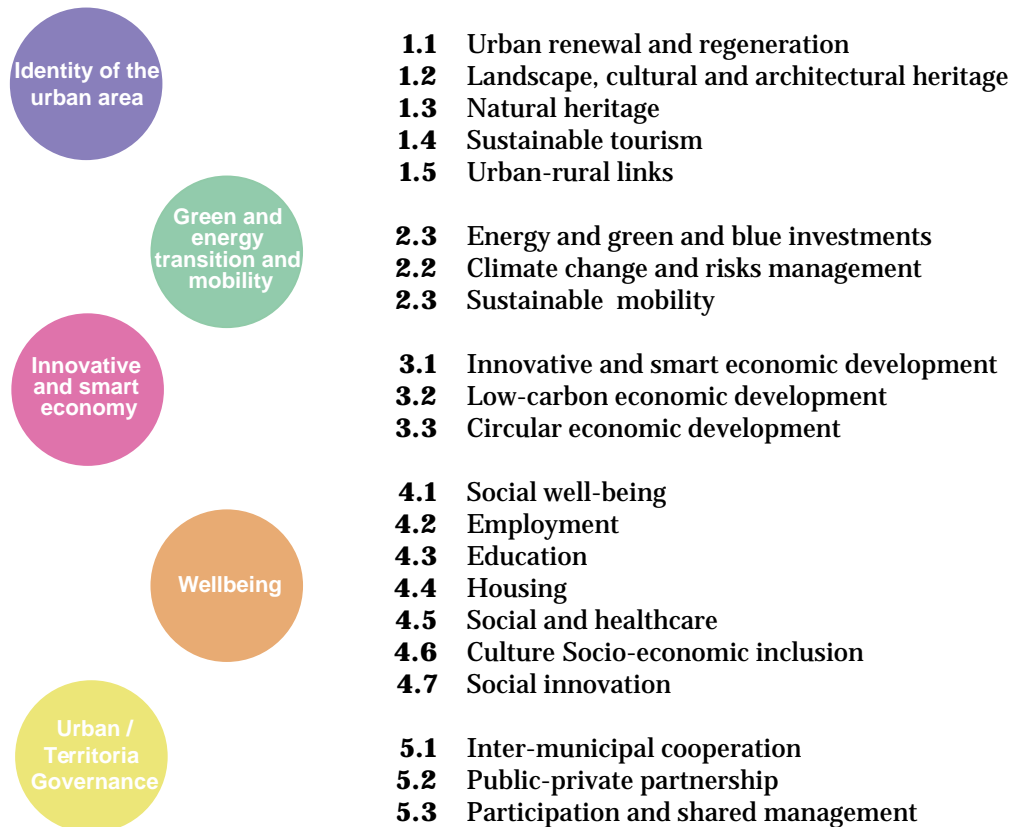 Identity of the
urban area
1.1 Urban renewal and regeneration
1.2 Landscape, cultural and architectural heritage
1.3 Natural heritage
1.4 Sustainable tourism
1.5 Urban-rural links
Green and
energy
transition and
mobility
2.3 Energy and green and blue investments
2.2 Climate change and risks management
2.3 Sustainable mobility
Innovative
and smart
economy
3.1 Innovative and smart economic development
3.2 Low-carbon economic development
3.3 Circular economic development
Wellbeing
4.1 Social well-being
4.2 Employment
4.3 Education
4.4 Housing
4.5 Social and healthcare
4.6 Culture Socio-economic inclusion
4.7 Social innovation
Urban /
Territoria
Governance
5.1 Inter-municipal cooperation
5.2 Public-private partnership
5.3 Participation and shared management